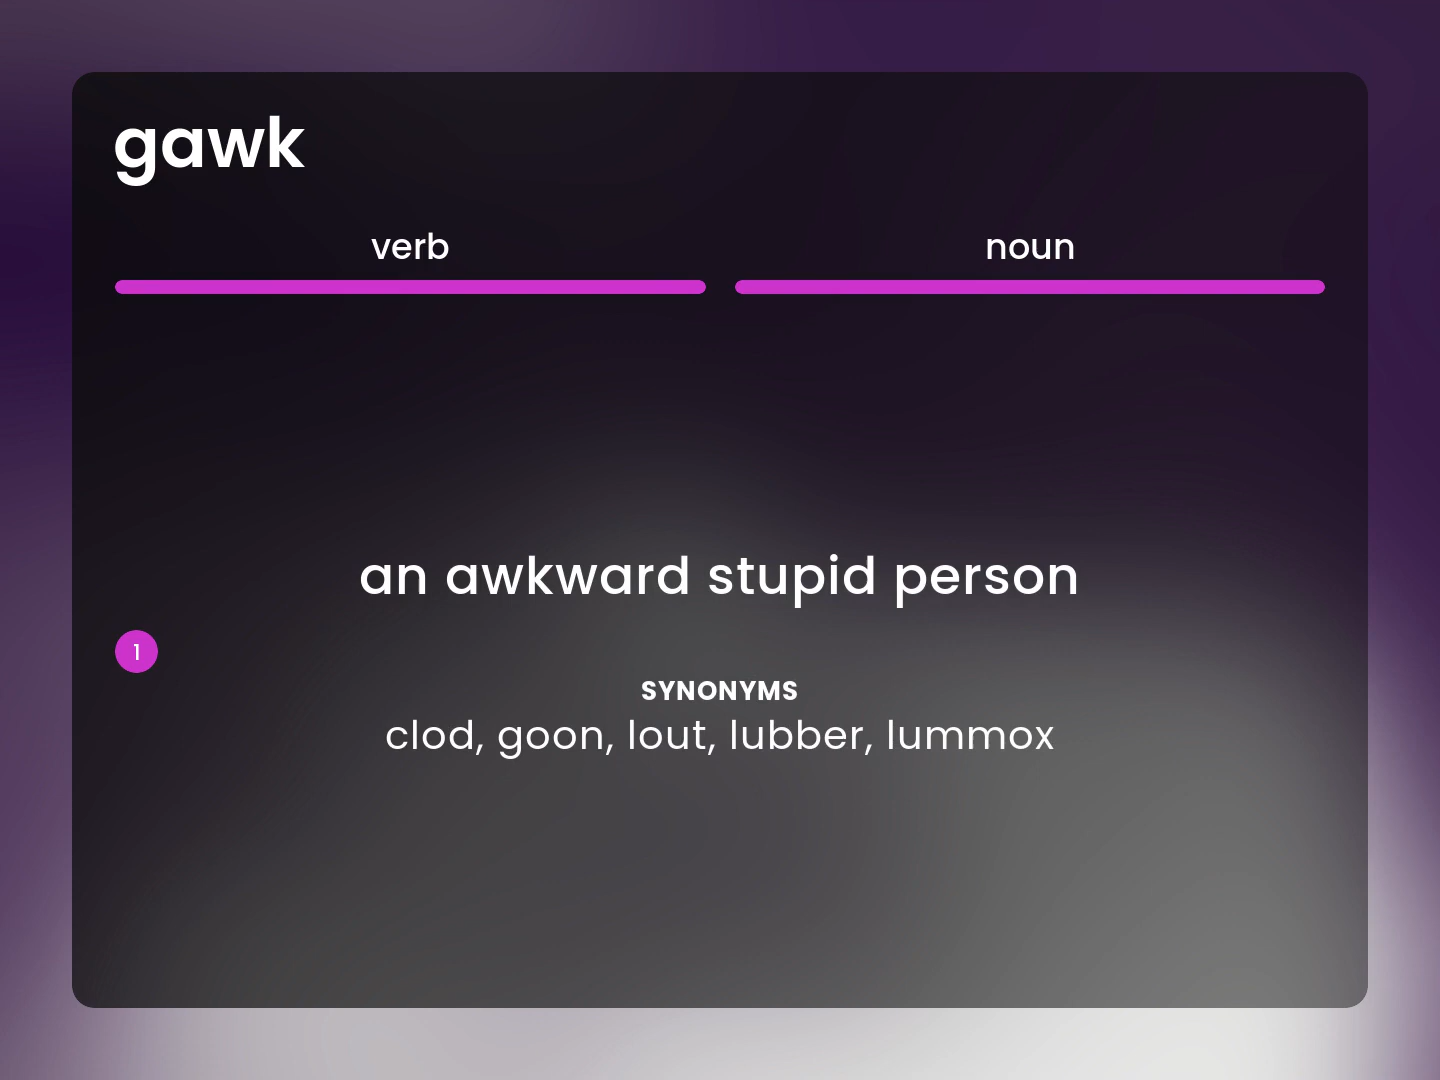 gawk
verb
noun
an awkward stupid person
1
SYNONYMS
clod, goon, lout, lubber, lummox